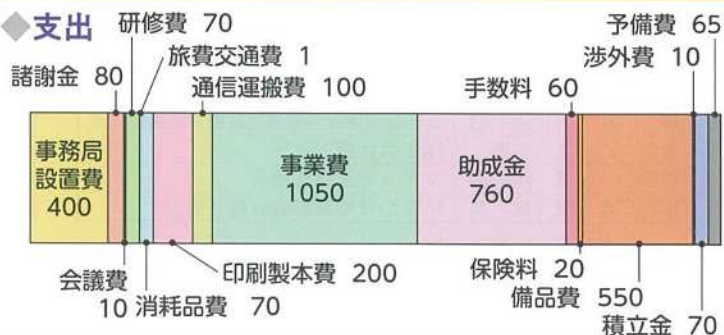 ◆支出
研修費 70
予備費 65
旅費交通費 1
渉外費 10
諸謝金 80
通信運搬費 100
手数料 60
事務局
設置費
400
事業費
1050
助成金
760
会議費
10
消耗品費 70
印刷製本費 200
保険料 20
備品費 550
積立金 70